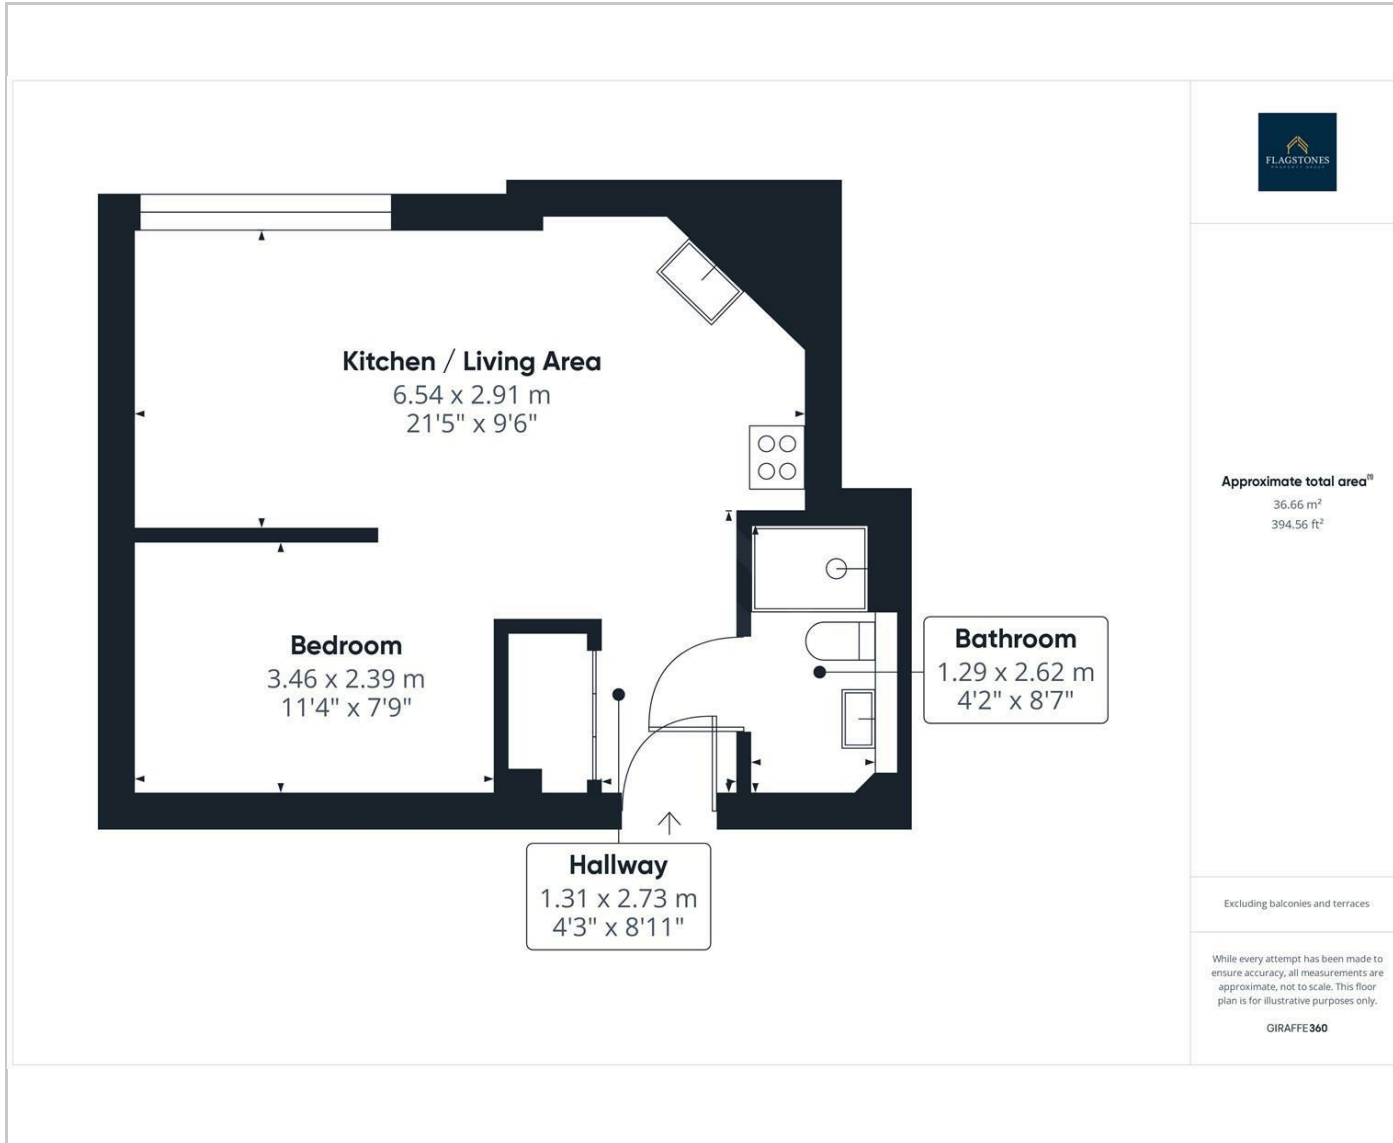 Kitchen / Living Area
6.54 x 2.91 m
21'5" x 9'6"
Bedroom
3.46 x 2.39 m
11'4" x 7'9"
Bathroom
1.29 x 2.62 m
4'2" x 8'7"
Hallway
1.31 x 2.73 m
4'3" x 8'11"
FLAGSTONES
PROPERTY GROUP
Approximate total area⁽¹⁾
36.66 m²
394.56 ft²
Excluding balconies and terraces
While every attempt has been made to
ensure accuracy, all measurements are
approximate, not to scale. This floor
plan is for illustrative purposes only.
GIRAFFE360